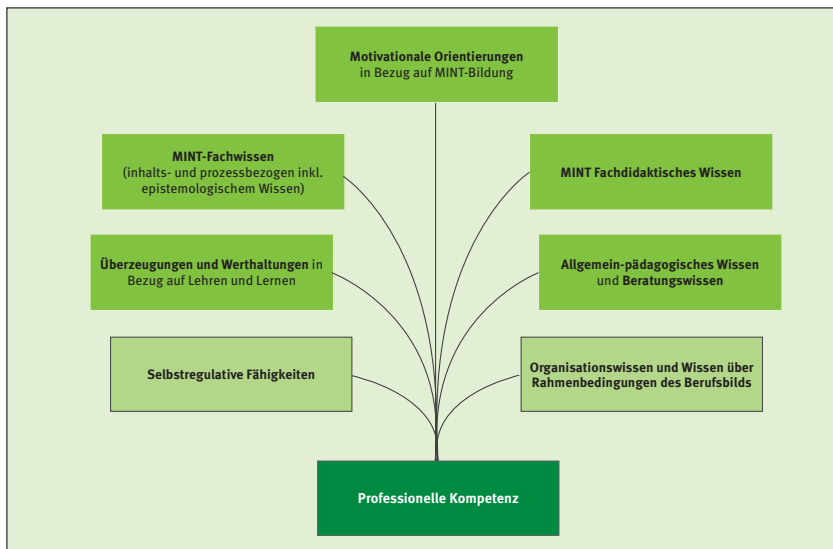 Motivationale Orientierungen
in Bezug auf MINT-Bildung
MINT-Fachwissen
(inhalts- und prozessbezogen inkl.
epistemologischem Wissen)
MINT Fachdidaktisches Wissen
Überzeugungen und Werthaltungen in
Bezug auf Lehren und Lernen
Allgemein-pädagogisches Wissen
und Beratungswissen
Selbstregulative Fähigkeiten
Organisationswissen und Wissen über
Rahmenbedingungen des Berufsbilds
Professionelle Kompetenz